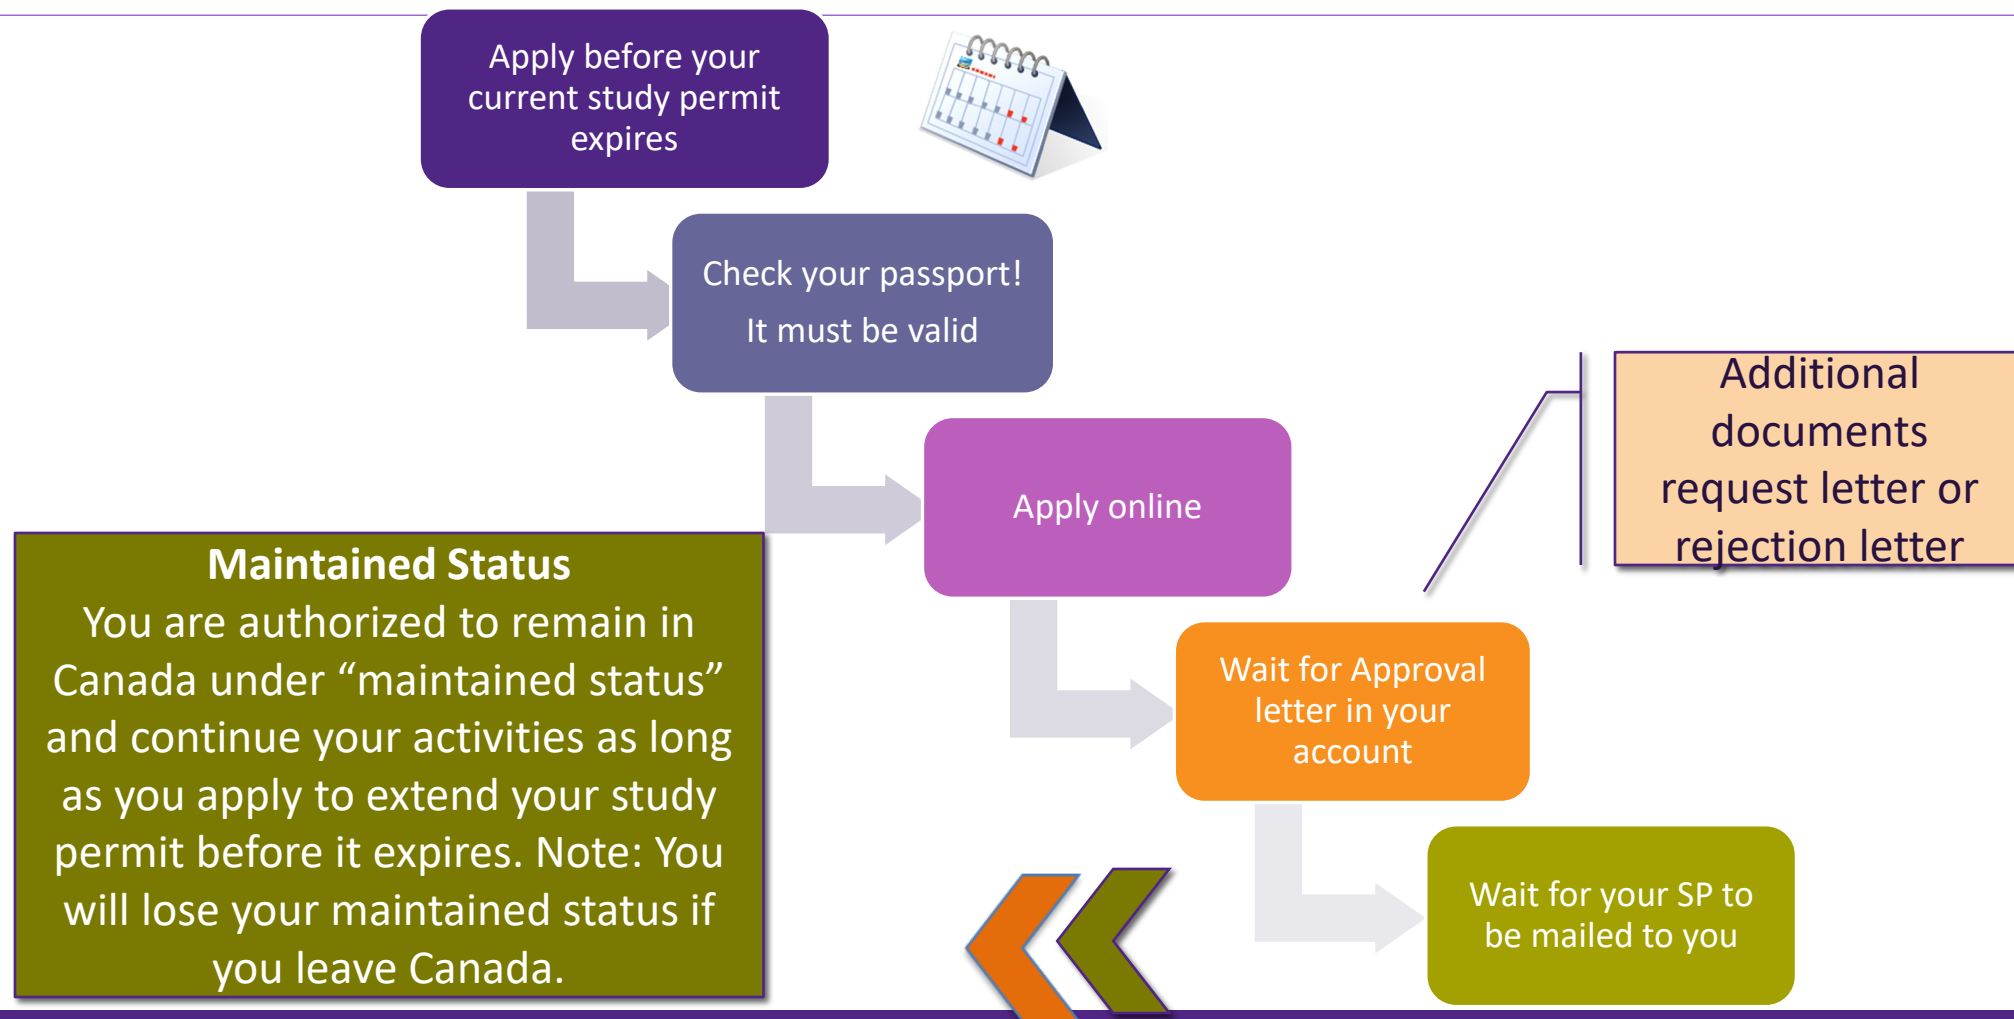 Apply before your
current study permit
expires
Check your passport!
It must be valid
Apply online
Additional
documents
request letter or
rejection letter
Maintained Status
You are authorized to remain in
Canada under “maintained status”
and continue your activities as long
as you apply to extend your study
permit before it expires. Note: You
will lose your maintained status if
you leave Canada.
Wait for Approval
letter in your
account
Wait for your SP to
be mailed to you